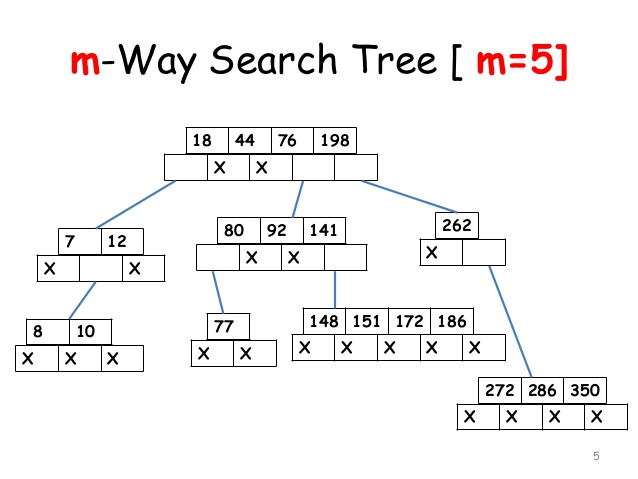 m-Way Search Tree [ m=5]
18 44 76 198
X X
80 92 141
262
7 12
X X
X X
X
8 10
X X X
77
X X
148 151 172 186
X X X X X
272 286 350
X X X X
5